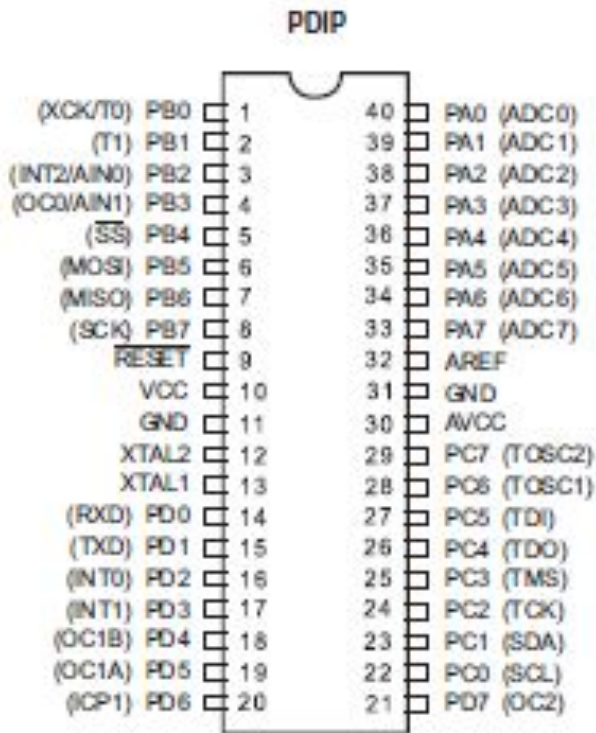 PDIP
(XCK/T0) PB0 1 40 PA0 (ADC0)
(T1) PB1 2 39 PA1 (ADC1)
(INT2/AIN0) PB2 3 38 PA2 (ADC2)
(OC0/AIN1) PB3 4 37 PA3 (ADC3)
(S̅S̅) PB4 5 36 PA4 (ADC4)
(MOSI) PB5 6 35 PA5 (ADC5)
(MISO) PB6 7 34 PA6 (ADC6)
(SCK) PB7 8 33 PA7 (ADC7)
R̅E̅S̅E̅T̅ 9 32 AREF
VCC 10 31 GND
GND 11 30 AVCC
XTAL2 12 29 PC7 (TOSC2)
XTAL1 13 28 PC6 (TOSC1)
(RXD) PD0 14 27 PC5 (TDI)
(TXD) PD1 15 26 PC4 (TDO)
(INT0) PD2 16 25 PC3 (TMS)
(INT1) PD3 17 24 PC2 (TCK)
(OC1B) PD4 18 23 PC1 (SDA)
(OC1A) PD5 19 22 PC0 (SCL)
(ICP1) PD6 20 21 PD7 (OC2)